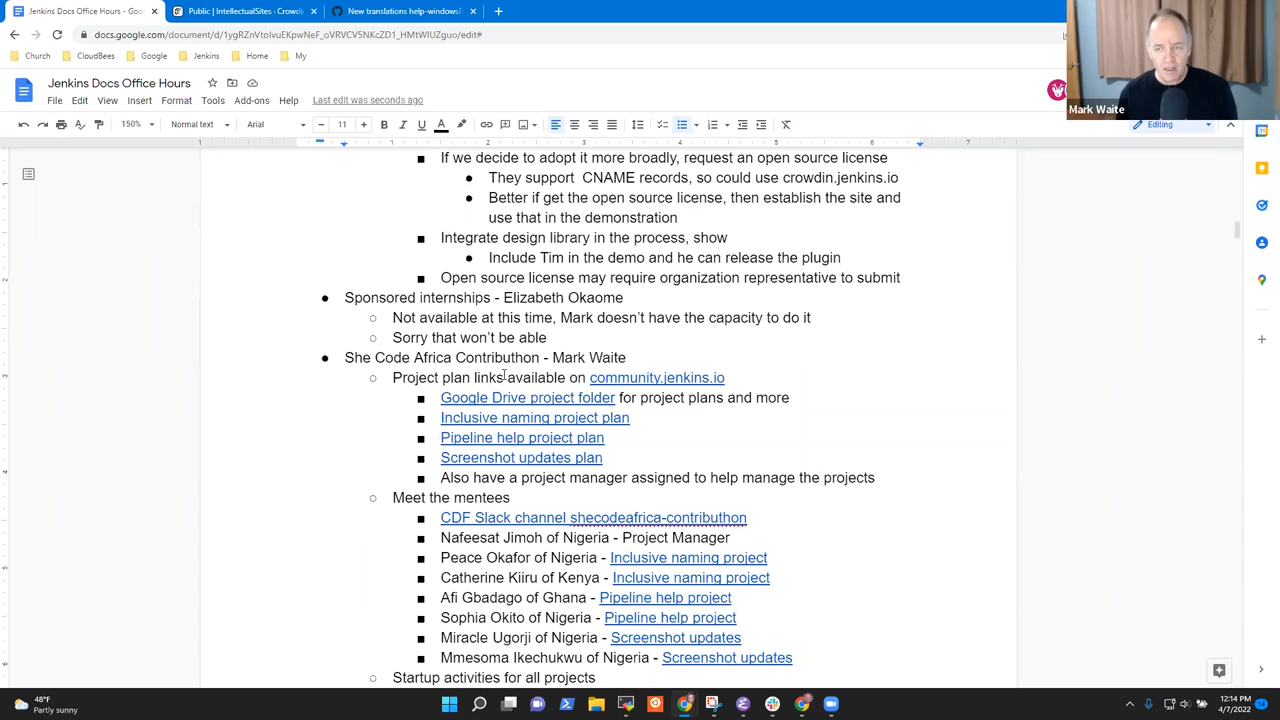 Jenkins Docs Office Hours - Goo
Public | IntellectualSites · Crowdi
New translations help-windowsF
docs.google.com/document/d/1ygRZnVtoIvuEKpwNeF_oVRVCV5NKcZD1_HMtWIUZguo/edit#
Church
CloudBees
Google
Jenkins
Home
My
Jenkins Docs Office Hours
File Edit View Insert Format Tools Add-ons Help Last edit was seconds ago
150% Normal text Arial 11 Editing
Mark Waite
If we decide to adopt it more broadly, request an open source license
They support CNAME records, so could use crowdin.jenkins.io
Better if get the open source license, then establish the site and
use that in the demonstration
Integrate design library in the process, show
Include Tim in the demo and he can release the plugin
Open source license may require organization representative to submit
Sponsored internships - Elizabeth Okaome
Not available at this time, Mark doesn't have the capacity to do it
Sorry that won't be able
She Code Africa Contributhon - Mark Waite
Project plan links available on community.jenkins.io
Google Drive project folder for project plans and more
Inclusive naming project plan
Pipeline help project plan
Screenshot updates plan
Also have a project manager assigned to help manage the projects
Meet the mentees
CDF Slack channel shecodeafrica-contributhon
Nafeesat Jimoh of Nigeria - Project Manager
Peace Okafor of Nigeria - Inclusive naming project
Catherine Kiiru of Kenya - Inclusive naming project
Afi Gbadago of Ghana - Pipeline help project
Sophia Okito of Nigeria - Pipeline help project
Miracle Ugorji of Nigeria - Screenshot updates
Mmesoma Ikechukwu of Nigeria - Screenshot updates
Startup activities for all projects
48°F
Partly sunny
12:14 PM
4/7/2022